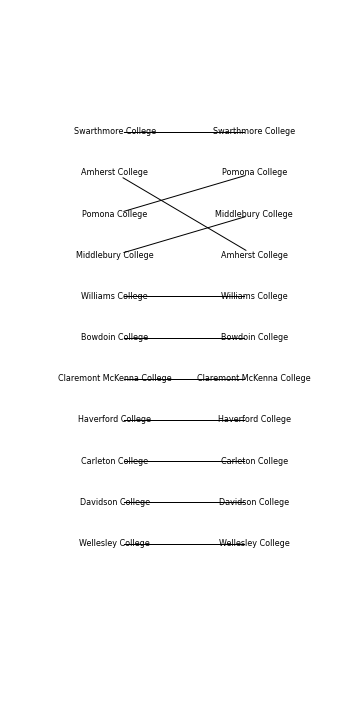 Swarthmore College Swarthmore College
Amherst College Pomona College
Pomona College Middlebury College
Middlebury College Amherst College
Williams College Williams College
Bowdoin College Bowdoin College
Claremont McKenna College Claremont McKenna College
Haverford College Haverford College
Carleton College Carleton College
Davidson College Davidson College
Wellesley College Wellesley College